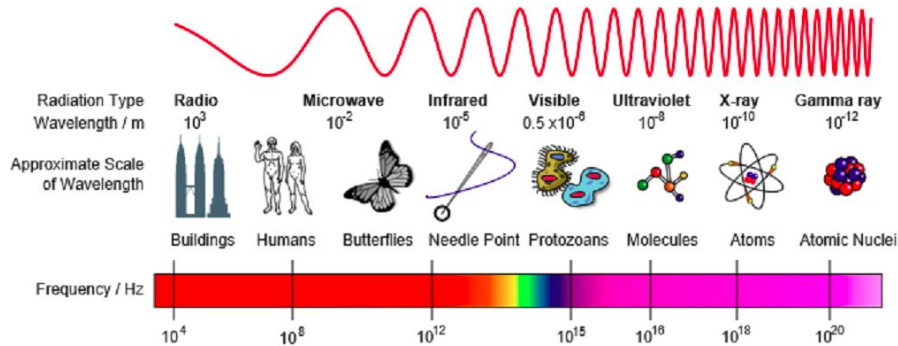 Radiation Type Radio Microwave Infrared Visible Ultraviolet X-ray Gamma ray
Wavelength / m 10³ 10⁻² 10⁻⁵ 0.5 x10⁻⁶ 10⁻⁸ 10⁻¹⁰ 10⁻¹²
Approximate Scale
of Wavelength
Buildings Humans Butterflies Needle Point Protozoans Molecules Atoms Atomic Nuclei
Frequency / Hz
10⁴ 10⁸ 10¹² 10¹⁵ 10¹⁶ 10¹⁸ 10²⁰